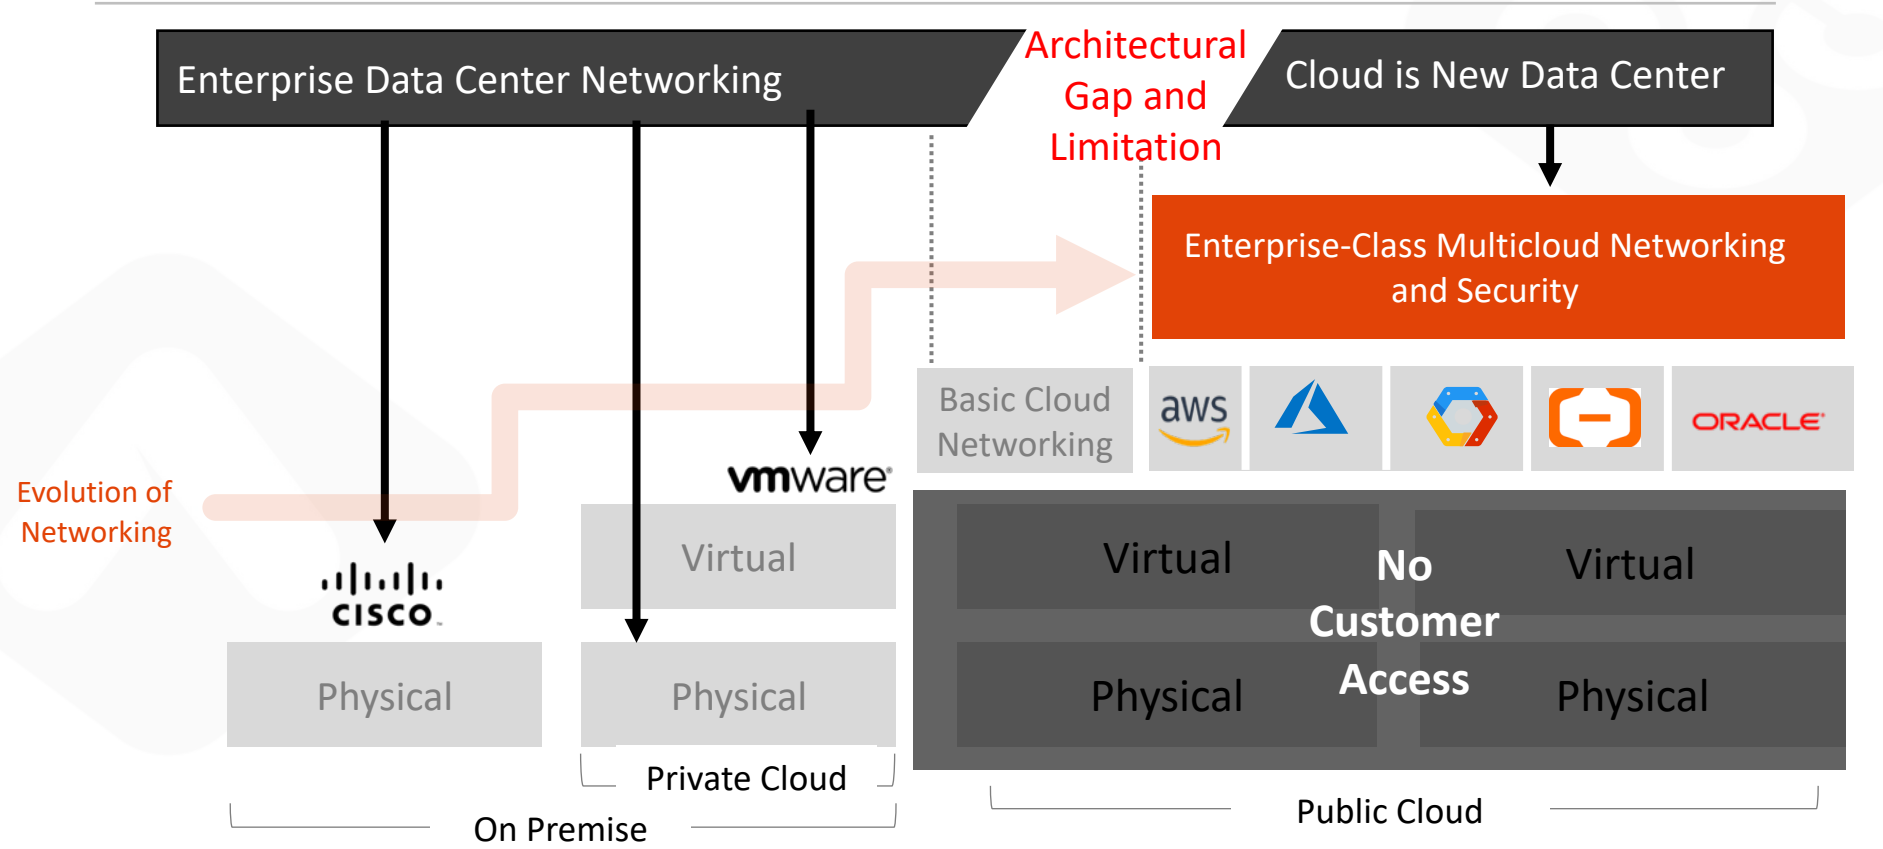 Enterprise Data Center Networking
Architectural
Gap and
Limitation
Cloud is New Data Center
Enterprise-Class Multicloud Networking
and Security
Basic Cloud
Networking
aws
ORACLE
Evolution of
Networking
vmware
CISCO
Virtual
Physical
Physical
Virtual
Virtual
No
Customer
Access
Physical
Physical
Private Cloud
On Premise
Public Cloud